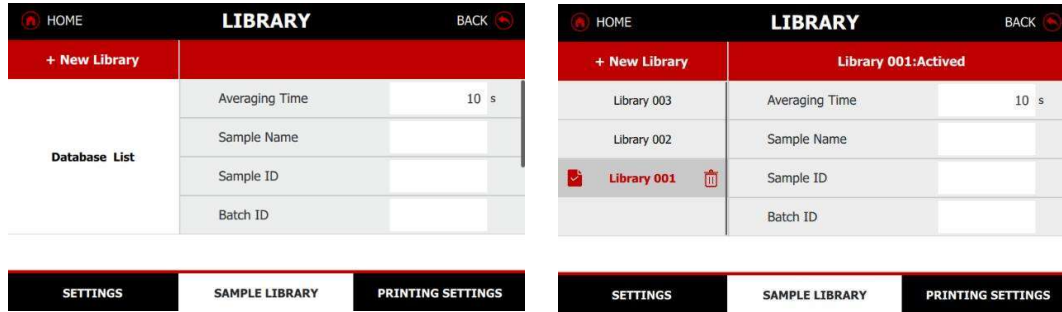 HOME LIBRARY BACK
+ New Library
Averaging Time 10 s
Sample Name
Database List
Sample ID
Batch ID
SETTINGS SAMPLE LIBRARY PRINTING SETTINGS
HOME LIBRARY BACK
+ New Library Library 001:Actived
Library 003 Averaging Time 10 s
Library 002 Sample Name
Library 001 Sample ID
Batch ID
SETTINGS SAMPLE LIBRARY PRINTING SETTINGS